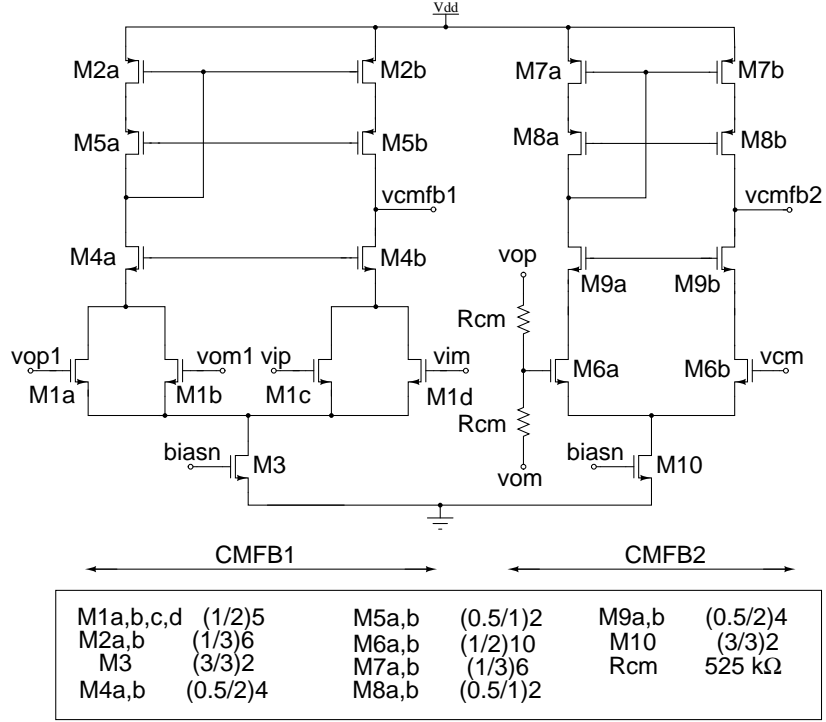 Vdd
M2a M2b M7a M7b
M5a M5b M8a M8b
vcmfb1 vcmfb2
M4a M4b vop M9a M9b
Rcm
vop1 vom1 vip vim M6a vcm
M1a M1b M1c M1d M6b
Rcm
biasn M3 vom biasn M10
CMFB1 CMFB2
M1a,b,c,d (1/2)5 M5a,b (0.5/1)2 M9a,b (0.5/2)4
M2a,b (1/3)6 M6a,b (1/2)10 M10 (3/3)2
M3 (3/3)2 M7a,b (1/3)6 Rcm 525 kΩ
M4a,b (0.5/2)4 M8a,b (0.5/1)2